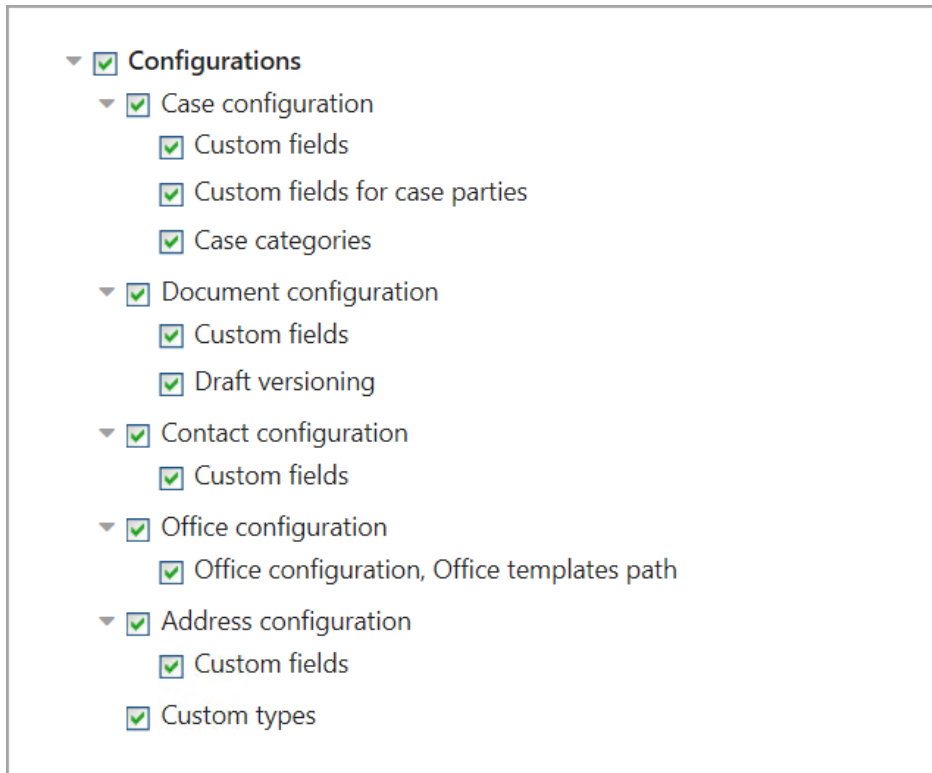 Configurations
Case configuration
Custom fields
Custom fields for case parties
Case categories
Document configuration
Custom fields
Draft versioning
Contact configuration
Custom fields
Office configuration
Office configuration, Office templates path
Address configuration
Custom fields
Custom types